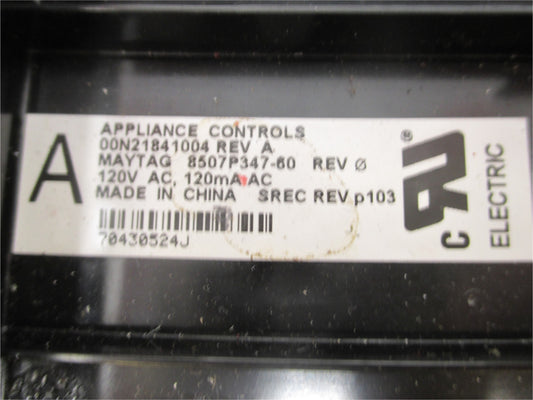 A
APPLIANCE CONTROLS
00N21841004 REV A
MAYTAG 8507P347-60 REV Ø
120V AC, 120mA AC
MADE IN CHINA SREC REV p103
70430524J
C RU ®
ELECTRIC